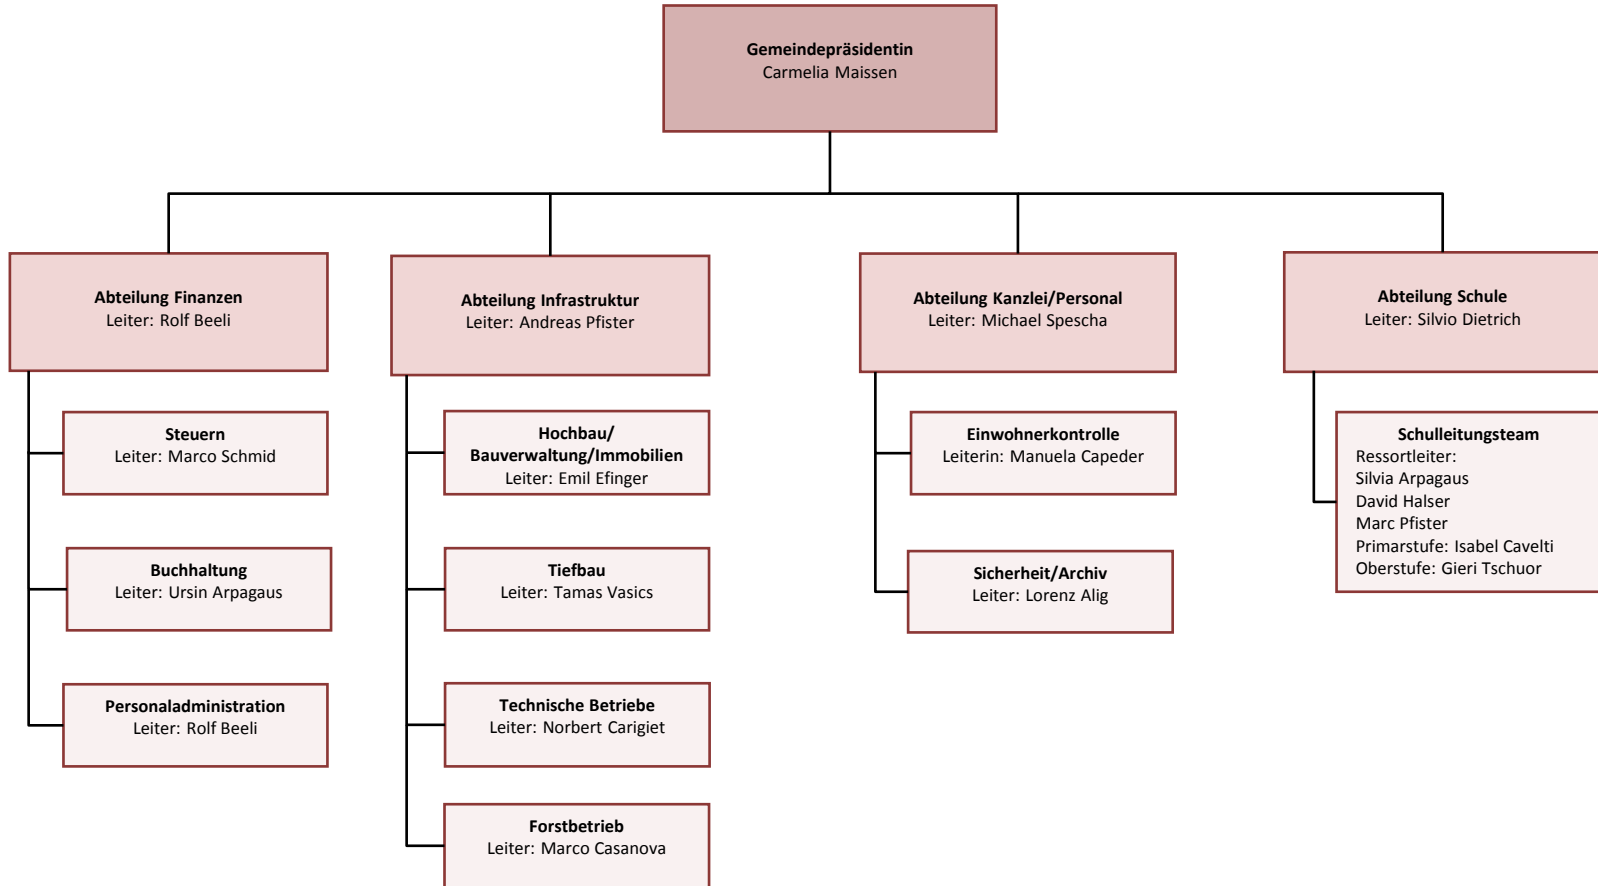 Gemeindepräsidentin
Carmelia Maissen
Abteilung Finanzen
Leiter: Rolf Beeli
Abteilung Infrastruktur
Leiter: Andreas Pfister
Abteilung Kanzlei/Personal
Leiter: Michael Spescha
Abteilung Schule
Leiter: Silvio Dietrich
Steuern
Leiter: Marco Schmid
Buchhaltung
Leiter: Ursin Arpagaus
Personaladministration
Leiter: Rolf Beeli
Hochbau/
Bauverwaltung/Immobilien
Leiter: Emil Efinger
Tiefbau
Leiter: Tamas Vasics
Technische Betriebe
Leiter: Norbert Carigiet
Forstbetrieb
Leiter: Marco Casanova
Einwohnerkontrolle
Leiterin: Manuela Capeder
Sicherheit/Archiv
Leiter: Lorenz Alig
Schulleitungsteam
Ressortleiter:
Silvia Arpagaus
David Halser
Marc Pfister
Primarstufe: Isabel Cavelti
Oberstufe: Gieri Tschuor